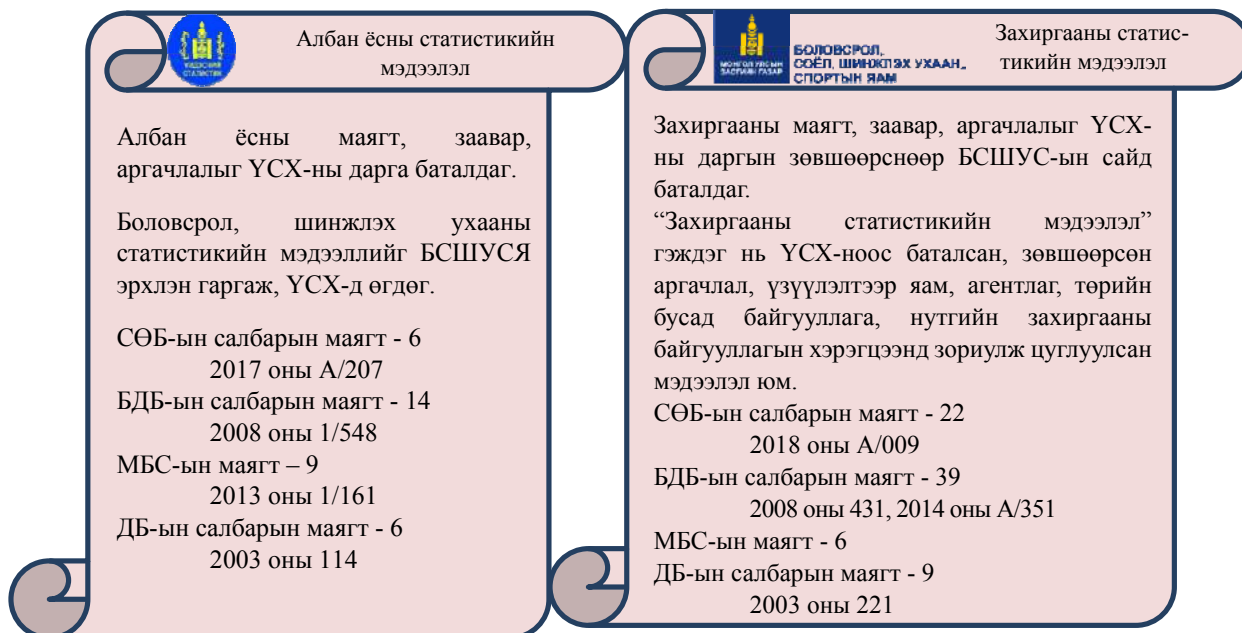 Албан ёсны статистикийн
мэдээлэл
Албан ёсны маягт, заавар,
аргачлалыг ҮСХ-ны дарга баталдаг.
Боловсрол, шинжлэх ухааны
статистикийн мэдээллийг БСШУСЯ
эрхлэн гаргаж, ҮСХ-д өгдөг.
СӨБ-ын салбарын маягт - 6
2017 оны А/207
БДБ-ын салбарын маягт - 14
2008 оны 1/548
МБС-ын маягт – 9
2013 оны 1/161
ДБ-ын салбарын маягт - 6
2003 оны 114
МОНГОЛ УЛСЫН
ЗАСГИЙН ГАЗАР
БОЛОВСРОЛ,
СОЁЛ, ШИНЖЛЭХ УХААН,
СПОРТЫН ЯАМ
Захиргааны статис-
тикийн мэдээлэл
Захиргааны маягт, заавар, аргачлалыг ҮСХ-
ны даргын зөвшөөрснөөр БСШУС-ын сайд
баталдаг.
“Захиргааны статистикийн мэдээлэл”
гэждэг нь ҮСХ-ноос баталсан, зөвшөөрсөн
аргачлал, үзүүлэлтээр яам, агентлаг, төрийн
бусад байгууллага, нутгийн захиргааны
байгууллагын хэрэгцээнд зориулж цуглуулсан
мэдээлэл юм.
СӨБ-ын салбарын маягт - 22
2018 оны А/009
БДБ-ын салбарын маягт - 39
2008 оны 431, 2014 оны А/351
МБС-ын маягт - 6
ДБ-ын салбарын маягт - 9
2003 оны 221